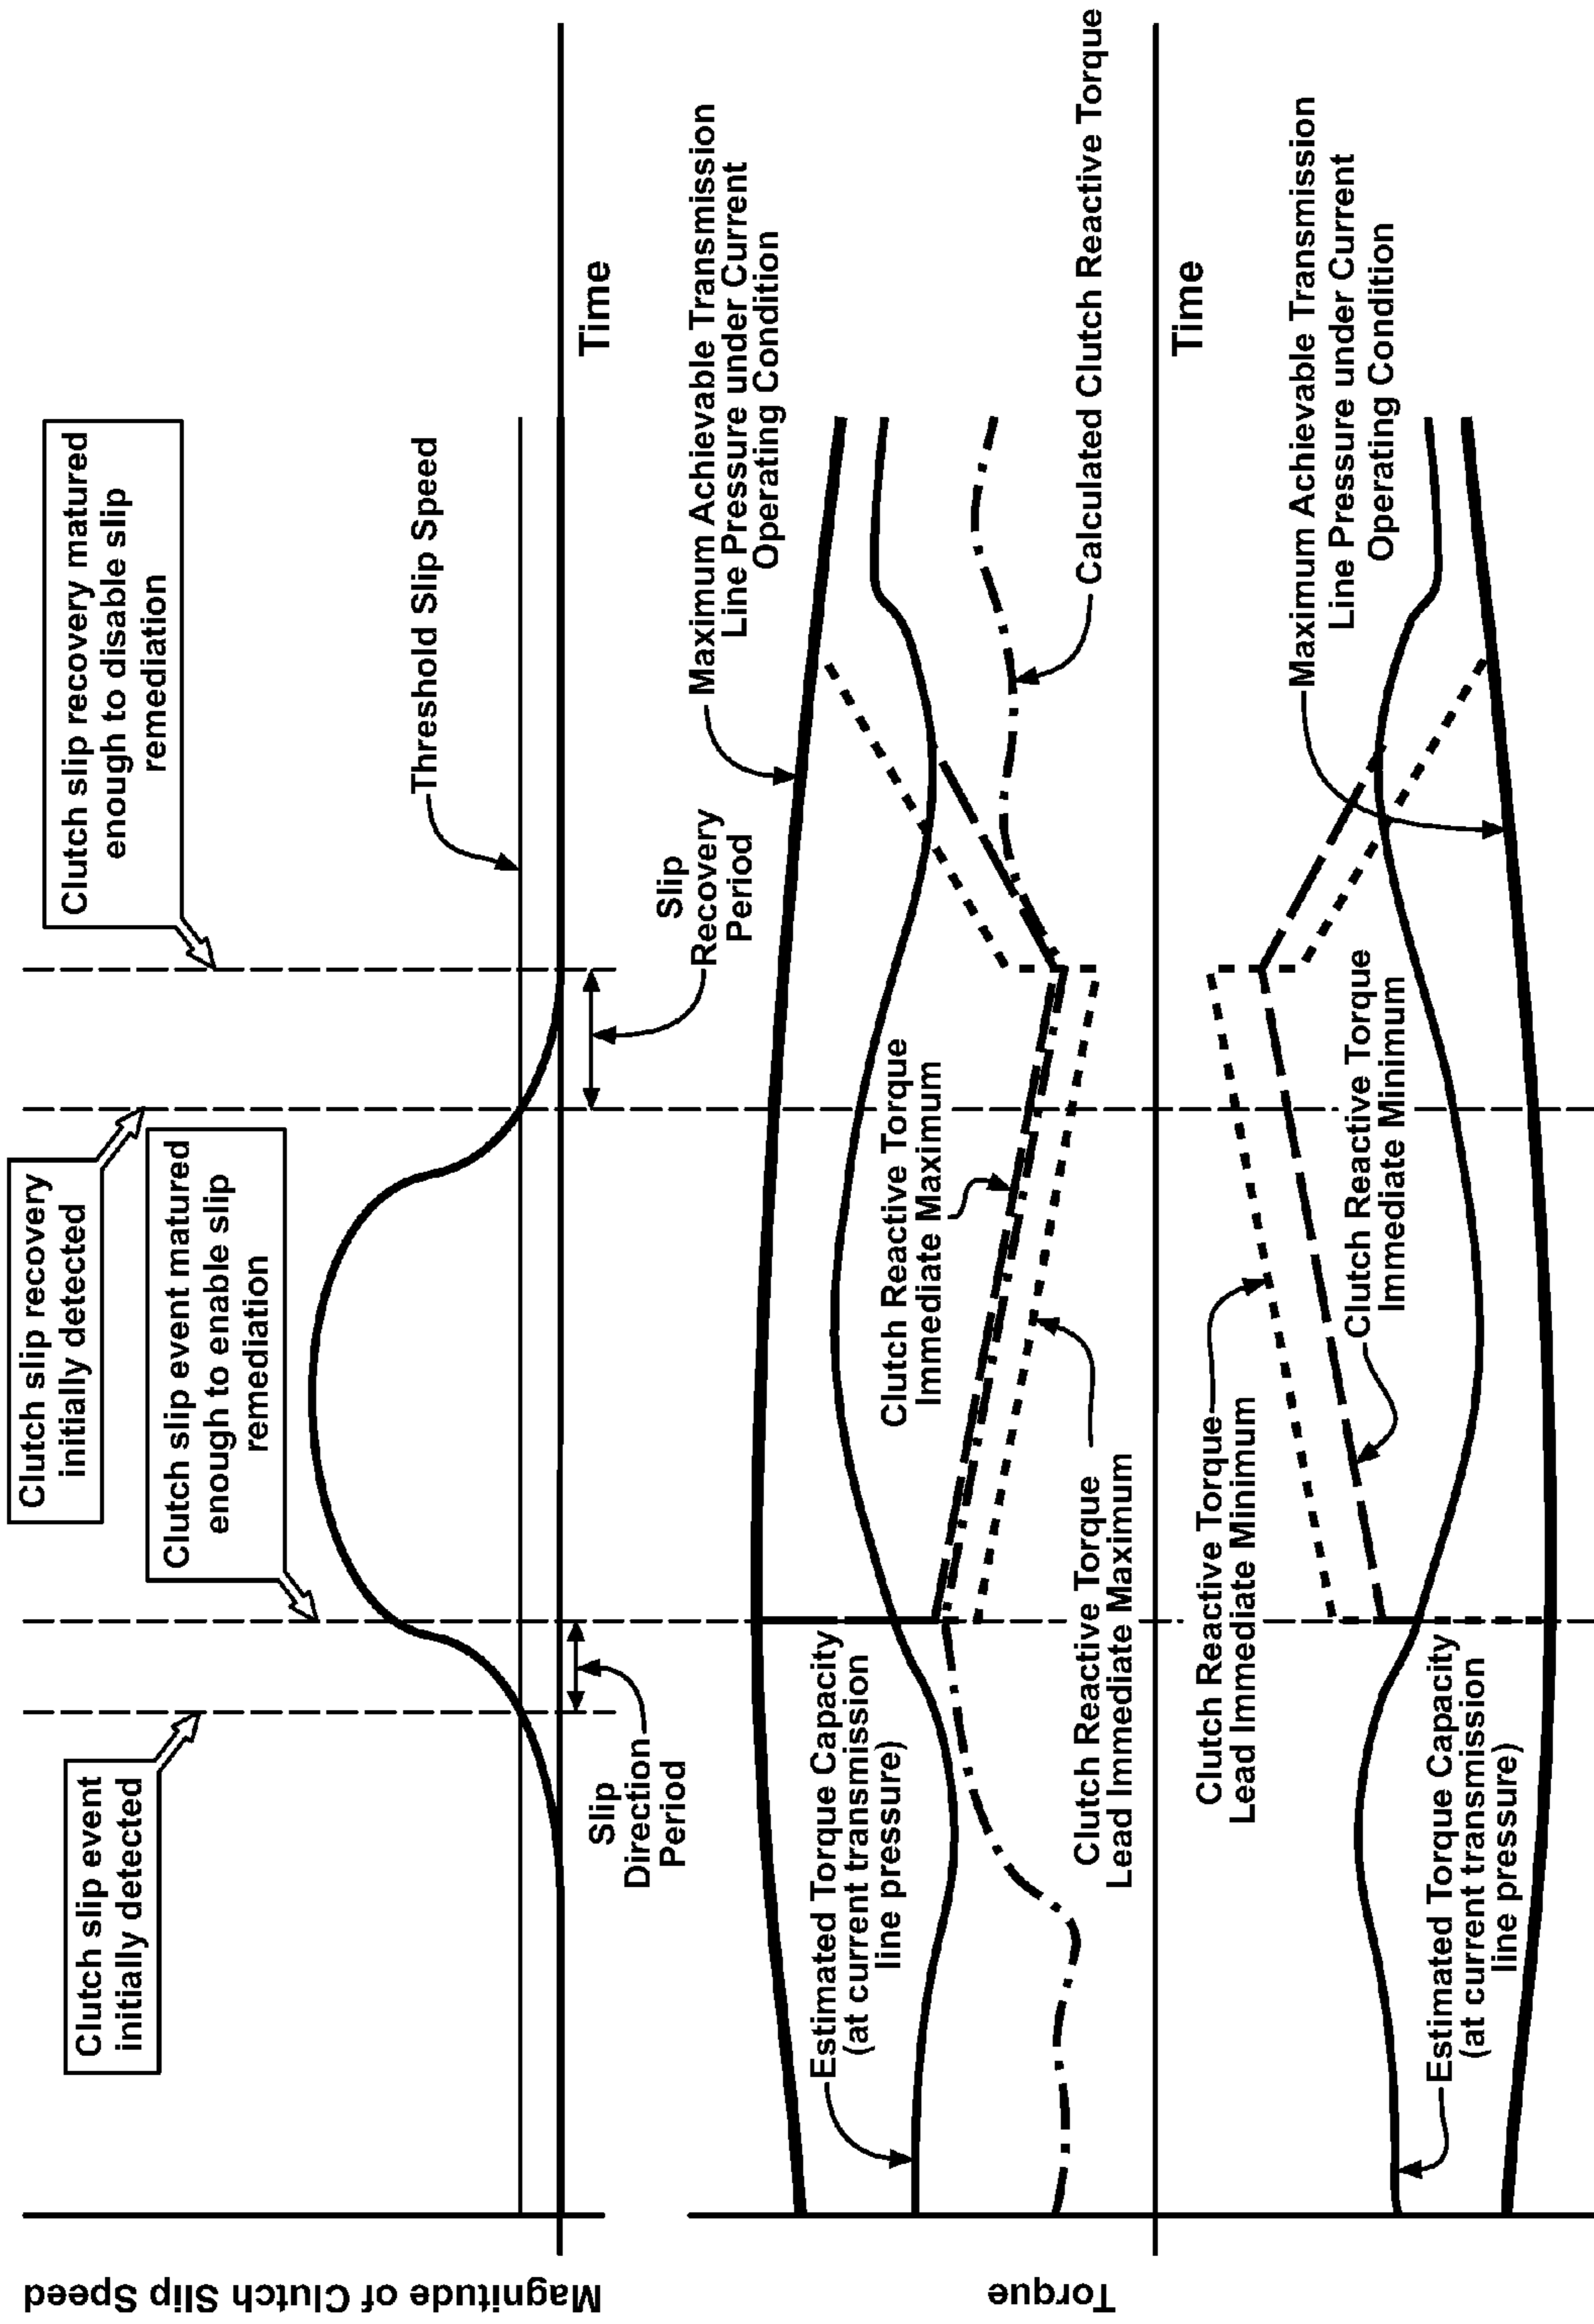 Magnitude of Clutch Slip Speed
Clutch slip event
initially detected
Clutch slip event matured
enough to enable slip
remediation
Clutch slip recovery
initially detected
Clutch slip recovery matured
enough to disable slip
remediation
Threshold Slip Speed
Time
Slip
Direction
Period
Slip
Recovery
Period
Torque
Maximum Achievable Transmission
Line Pressure under Current
Operating Condition
Estimated Torque Capacity
(at current transmission
line pressure)
Clutch Reactive Torque
Immediate Maximum
Calculated Clutch Reactive Torque
Clutch Reactive Torque
Lead Immediate Maximum
Time
Clutch Reactive Torque
Lead Immediate Minimum
Clutch Reactive Torque
Immediate Minimum
Maximum Achievable Transmission
Line Pressure under Current
Operating Condition
Estimated Torque Capacity
(at current transmission
line pressure)